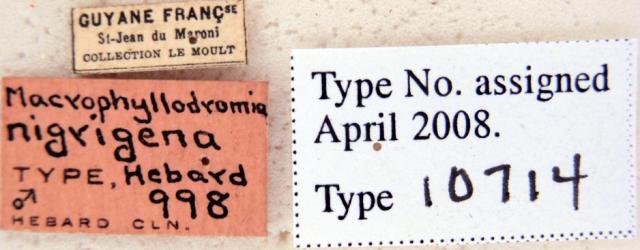 GUYANE FRANÇSE
St-Jean du Maroni
COLLECTION LE MOULT
Macrophyllodromia
nigrigena
TYPE, Hebard
♂ 998
HEBARD CLN.
Type No. assigned
April 2008.
Type 10714